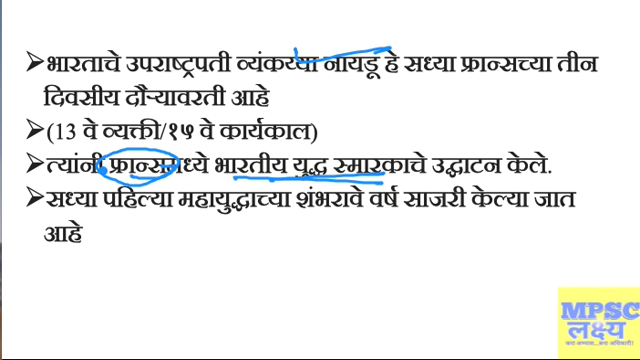 ➢भारताचे उपराष्ट्रपती व्यंकय्या नायडू हे सध्या फ्रान्सच्या तीन
दिवसीय दौऱ्यावरती आहे
➢(13 वे व्यक्ती/१५ वे कार्यकाल)
➢त्यांनी फ्रान्समध्ये भारतीय युद्ध स्मारकाचे उद्घाटन केले.
➢सध्या पहिल्या महायुद्धाच्या शंभरावे वर्ष साजरी केल्या जात
आहे
MPSC
लक्ष्य